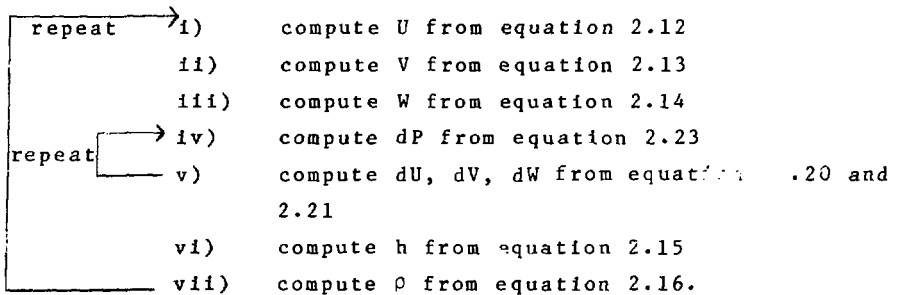 repeat i) compute U from equation 2.12
ii) compute V from equation 2.13
iii) compute W from equation 2.14
iv) compute dP from equation 2.23
repeat
v) compute dU, dV, dW from .20 and
2.21
vi) compute h from equation 2.15
vii) compute ρ from equation 2.16.